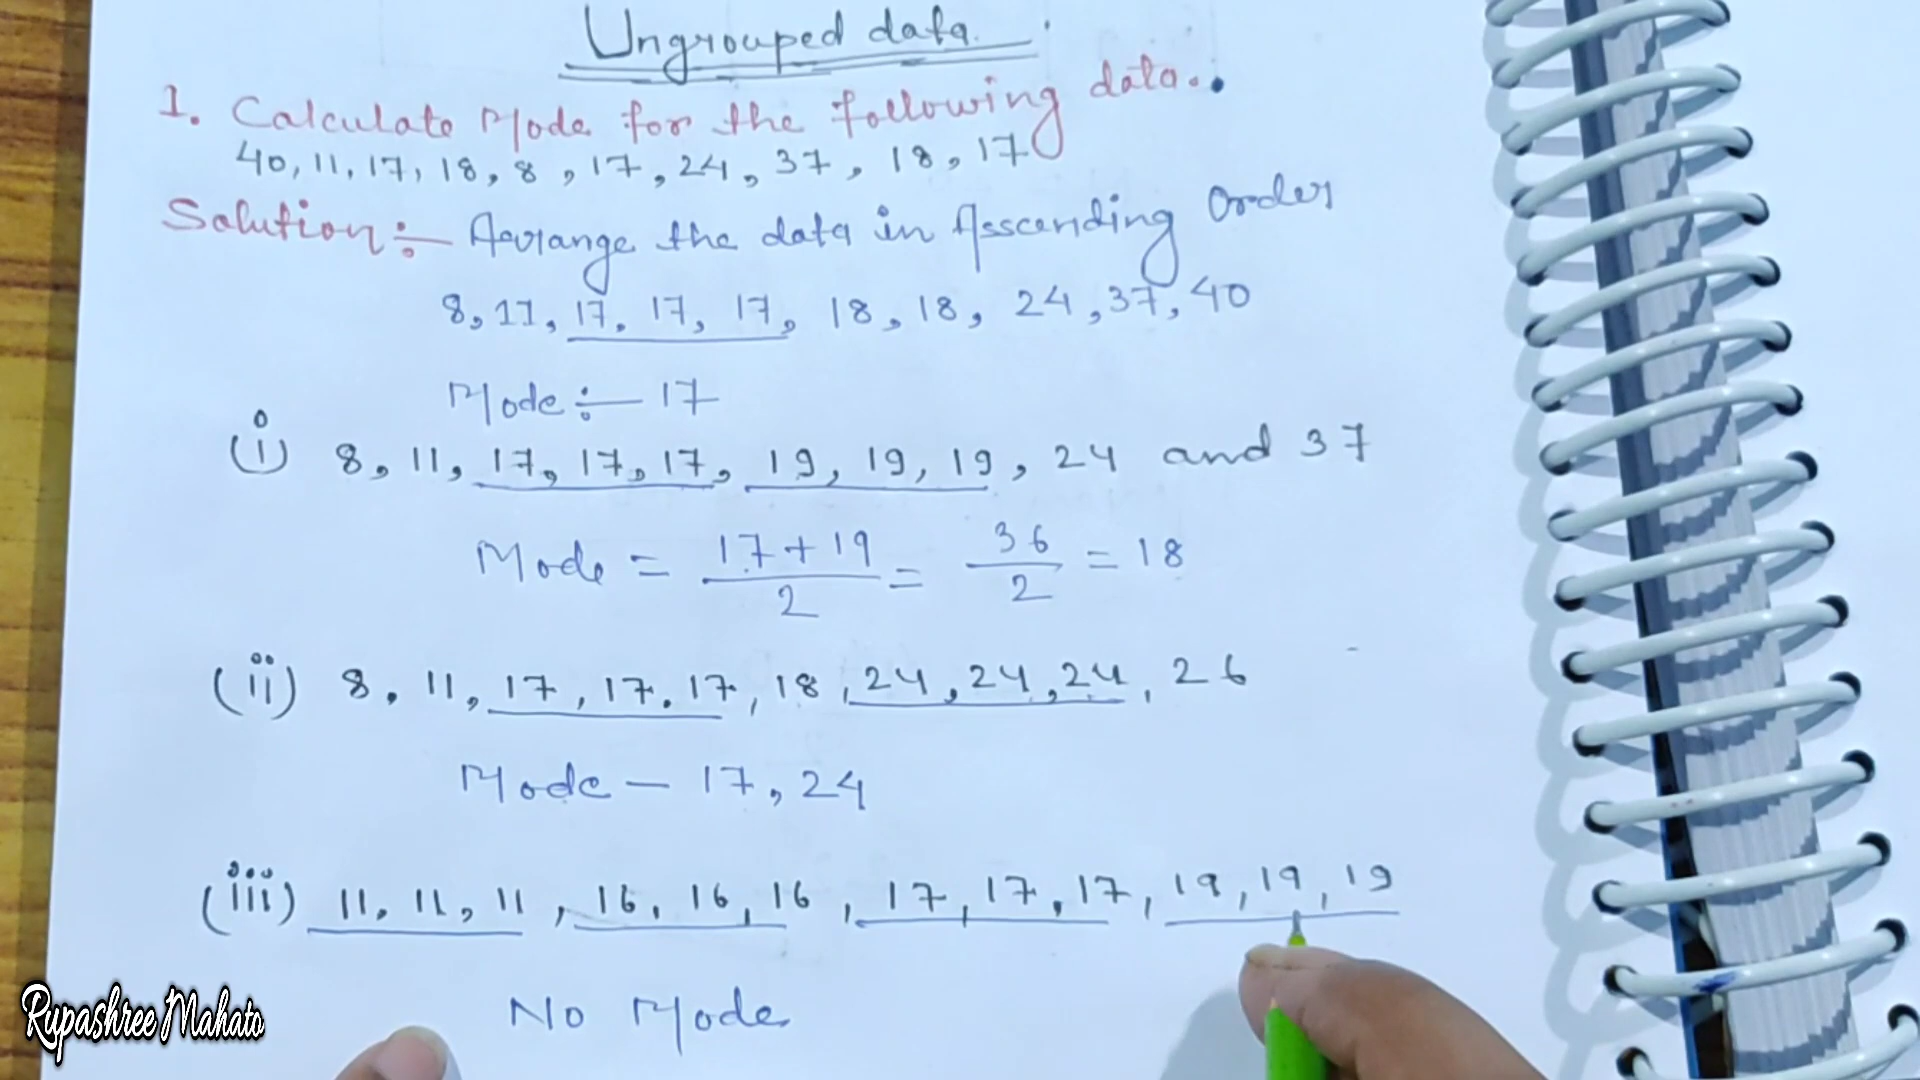 Ungrouped data.
1. Calculate Mode for the following data..
40, 11, 17, 18, 8, 17, 24, 37, 18, 17
Solution:- Arrange the data in Asscending Order
8, 11, 17, 17, 17, 18, 18, 24, 37, 40
Mode:- 17
(i) 8, 11, 17, 17, 17, 19, 19, 19, 24 and 37
Mode = 17+19/2 = 36/2 = 18
(ii) 8, 11, 17, 17, 17, 18, 24, 24, 24, 26
Mode - 17, 24
(iii) 11, 11, 11, 16, 16, 16, 17, 17, 17, 19, 19, 19
No Mode
Rupashree Mahato